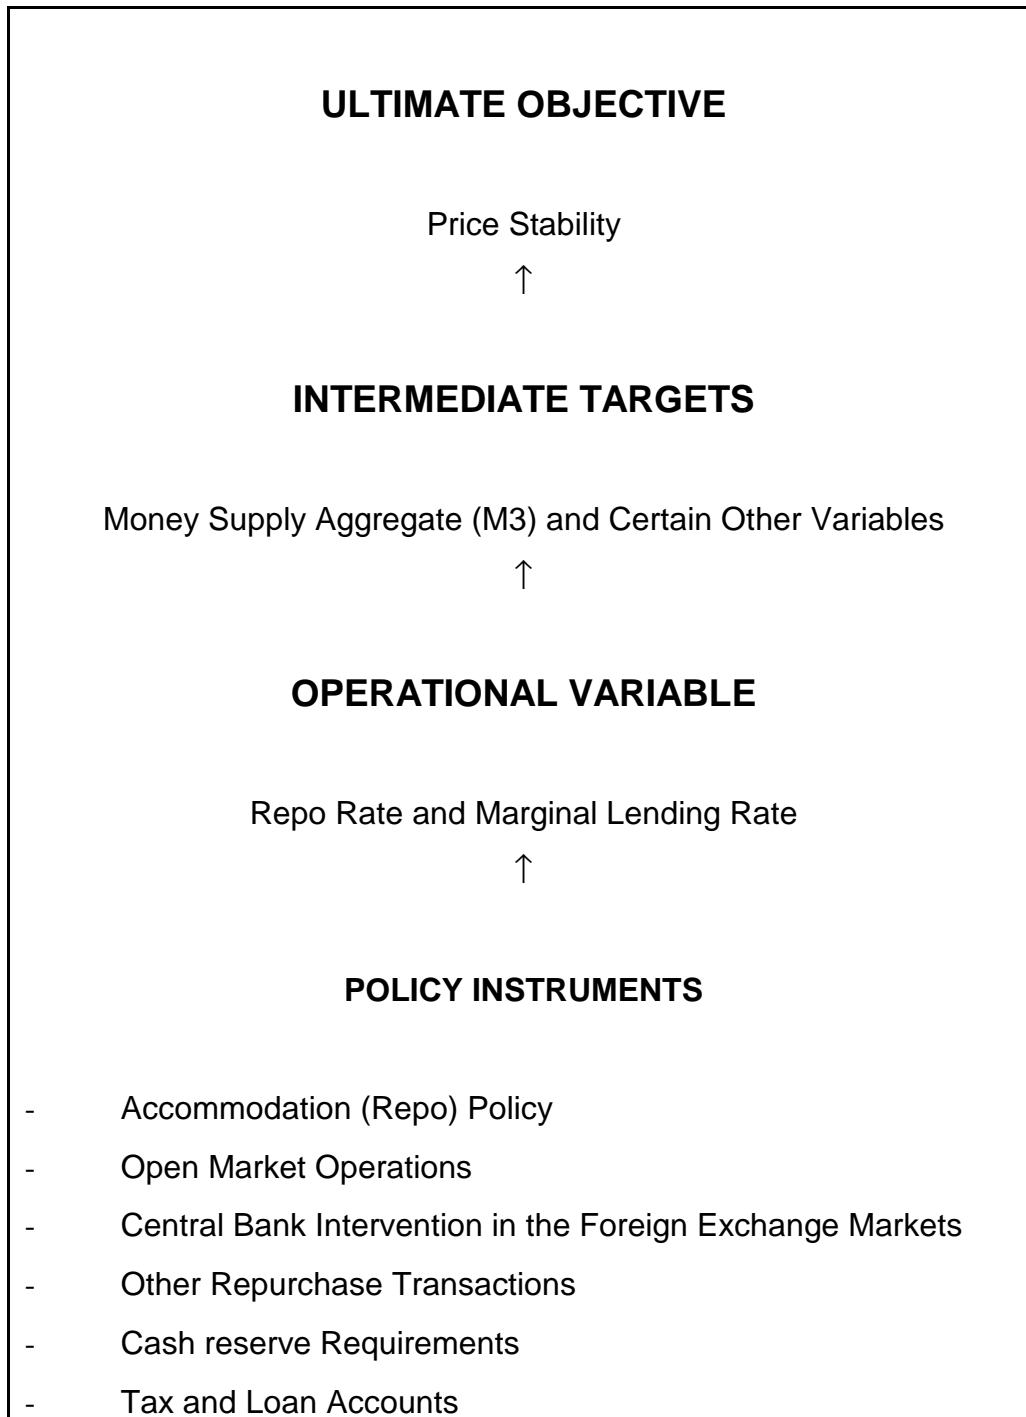 ULTIMATE OBJECTIVE
Price Stability
↑
INTERMEDIATE TARGETS
Money Supply Aggregate (M3) and Certain Other Variables
↑
OPERATIONAL VARIABLE
Repo Rate and Marginal Lending Rate
↑
POLICY INSTRUMENTS
- Accommodation (Repo) Policy
- Open Market Operations
- Central Bank Intervention in the Foreign Exchange Markets
- Other Repurchase Transactions
- Cash reserve Requirements
- Tax and Loan Accounts